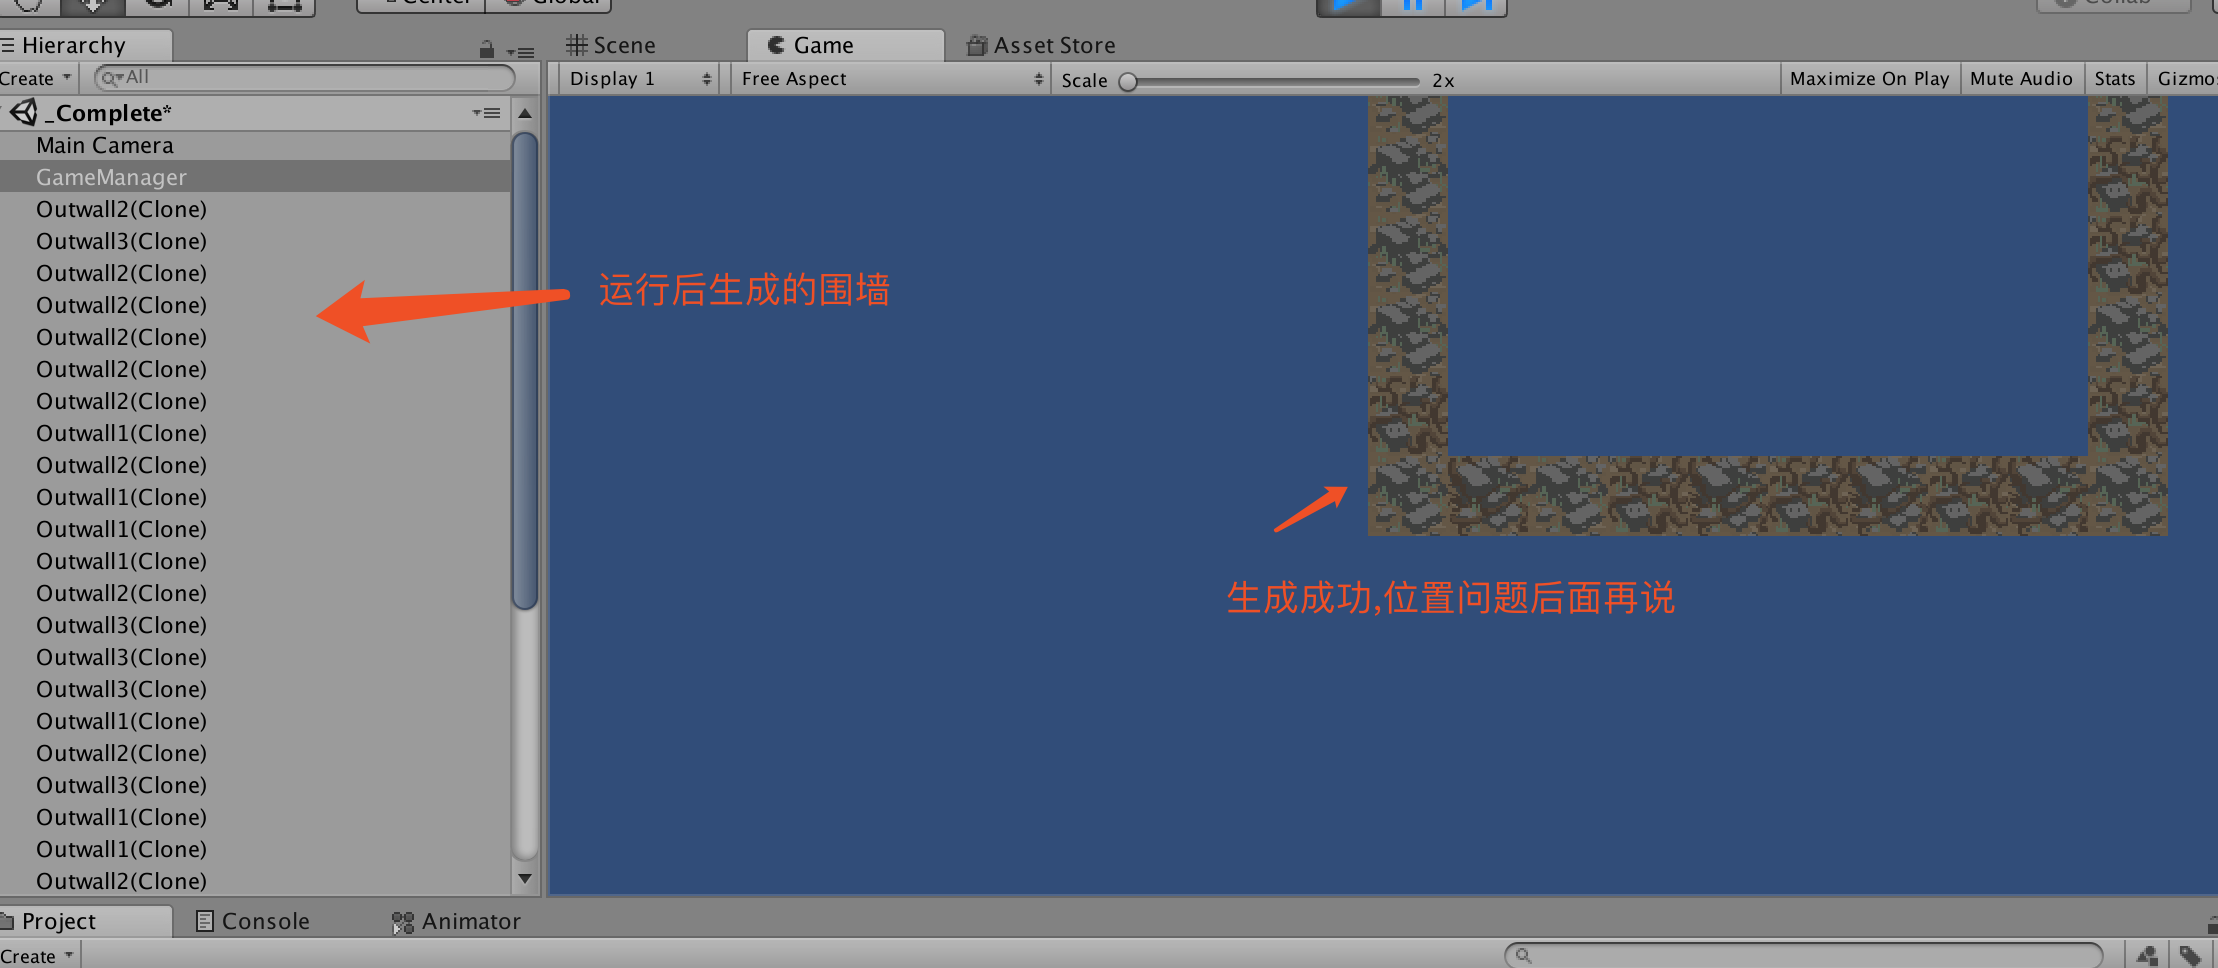 Center
Global
Collab
Hierarchy
Scene
Game
Asset Store
Create
All
Display 1
Free Aspect
Scale
2x
Maximize On Play
Mute Audio
Stats
Gizmos
_Complete*
Main Camera
GameManager
Outwall2(Clone)
Outwall3(Clone)
Outwall2(Clone)
Outwall2(Clone)
Outwall2(Clone)
Outwall2(Clone)
Outwall2(Clone)
Outwall1(Clone)
Outwall2(Clone)
Outwall1(Clone)
Outwall1(Clone)
Outwall1(Clone)
Outwall2(Clone)
Outwall3(Clone)
Outwall3(Clone)
Outwall3(Clone)
Outwall1(Clone)
Outwall2(Clone)
Outwall3(Clone)
Outwall1(Clone)
Outwall1(Clone)
Outwall2(Clone)
运行后生成的围墙
生成成功,位置问题后面再说
Project
Console
Animator
Create